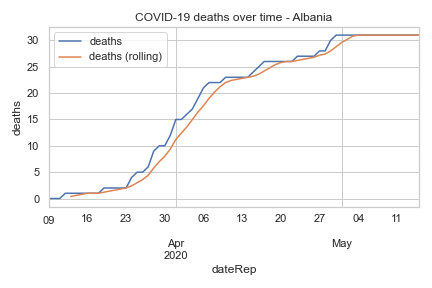 COVID-19 deaths over time - Albania
deaths
deaths (rolling)
deaths
30
25
20
15
10
5
0
09 16 23 30 06 13 20 27 04 11
Apr May
2020
dateRep